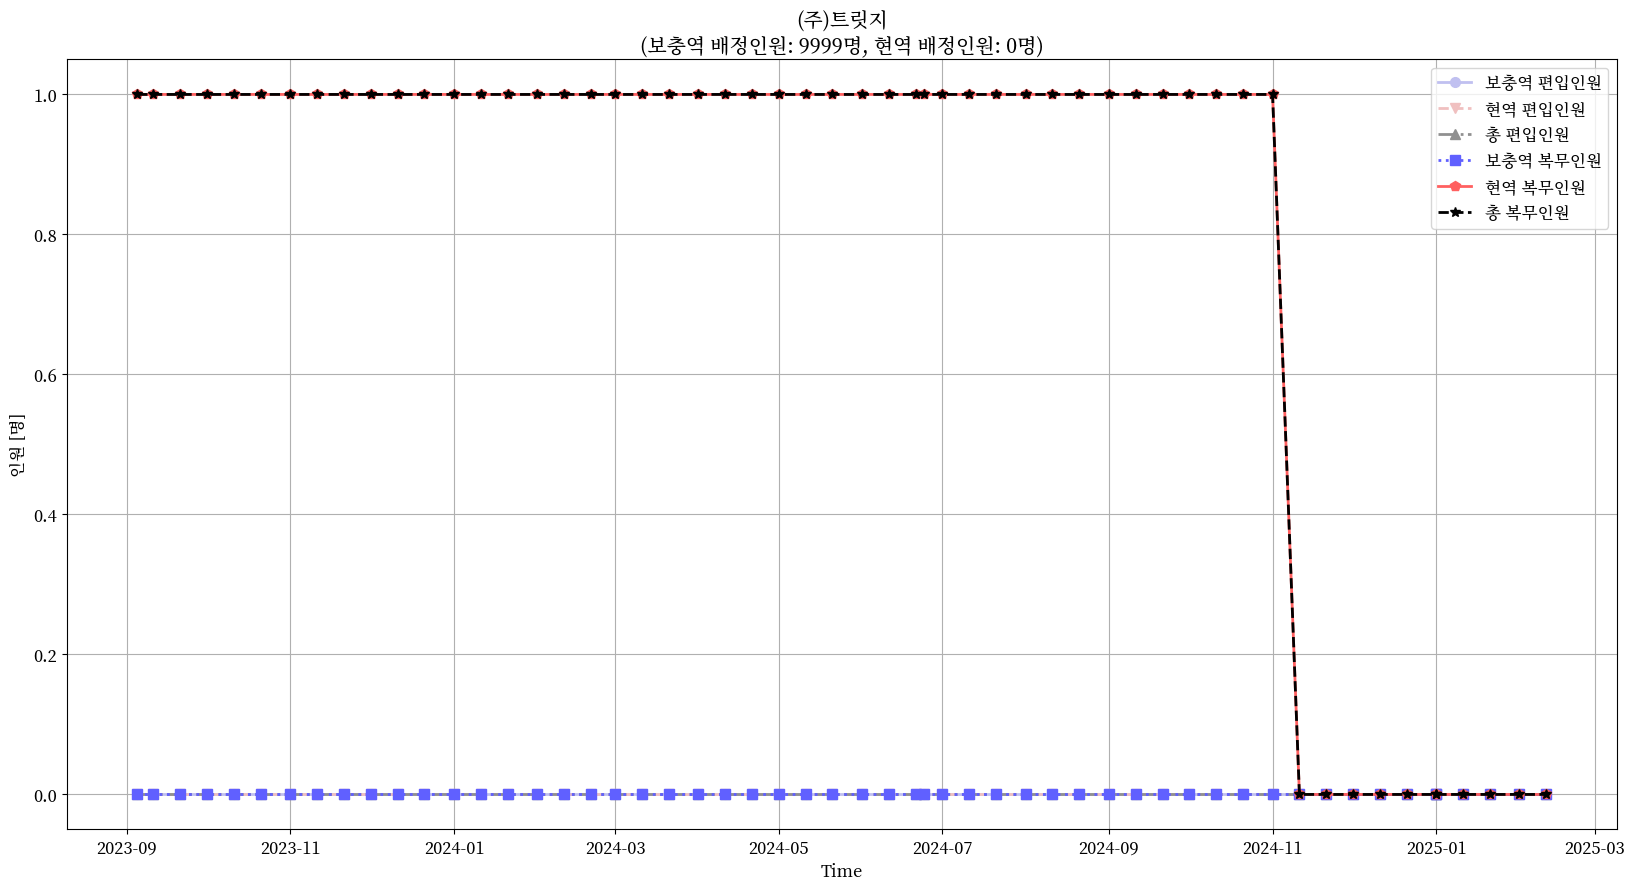 (주)트릿지
(보충역 배정인원: 9999명, 현역 배정인원: 0명)
보충역 편입인원
현역 편입인원
총 편입인원
보충역 복무인원
현역 복무인원
총 복무인원
1.0
0.8
0.6
0.4
0.2
0.0
인원 [명]
2023-09 2023-11 2024-01 2024-03 2024-05 2024-07 2024-09 2024-11 2025-01 2025-03
Time